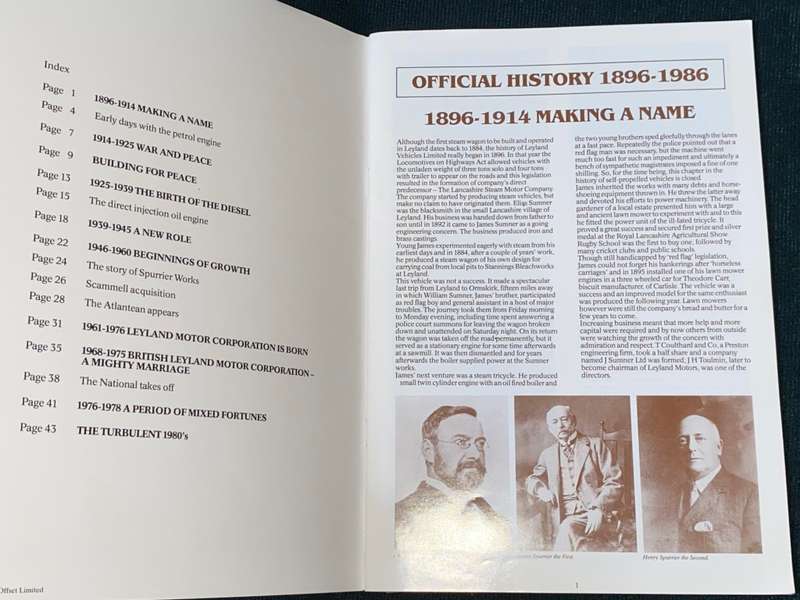 Index
Page 1 1896-1914 MAKING A NAME
Page 4 Early days with the petrol engine
Page 7 1914-1925 WAR AND PEACE
Page 9 BUILDING FOR PEACE
Page 13 1925-1939 THE BIRTH OF THE DIESEL
Page 15 The direct injection oil engine
Page 18 1939-1945 A NEW ROLE
Page 22 1946-1960 BEGINNINGS OF GROWTH
Page 24 The story of Spurrier Works
Page 26 Scammell acquisition
Page 28 The Atlantean appears
Page 31 1961-1976 LEYLAND MOTOR CORPORATION IS BORN
Page 35 1968-1975 BRITISH LEYLAND MOTOR CORPORATION –
A MIGHTY MARRIAGE
Page 38 The National takes off
Page 41 1976-1978 A PERIOD OF MIXED FORTUNES
Page 43 THE TURBULENT 1980's
Offset Limited
OFFICIAL HISTORY 1896-1986
1896-1914 MAKING A NAME
Although the first steam wagon to be built and operated
in Leyland dates back to 1884, the history of Leyland
Vehicles Limited really began in 1896. In that year the
Locomotives on Highways Act allowed vehicles with
the unladen weight of three tons solo and four tons
with trailer to appear on the roads and this legislation
resulted in the formation of company's direct
predecessor – The Lancashire Steam Motor Company.
The company started by producing steam vehicles, but
make no claim to have originated them. Elias Sumner
was the blacksmith in the small Lancashire village of
Leyland. His business was handed down from father to
son until in 1892 it came to James Sumner as a going
engineering concern. The business produced iron and
brass castings.
Young James experimented eagerly with steam from his
earliest days and in 1884, after a couple of years' work,
he produced a steam wagon of his own design for
carrying coal from local pits to Stannings Bleachworks
at Leyland.
This vehicle was not a success. It made a spectacular
last trip from Leyland to Ormskirk, fifteen miles away
in which William Sumner, James' brother, participated
as red flag boy and general assistant in a host of major
troubles. The journey took them from Friday morning
to Monday evening, including time spent answering a
police court summons for leaving the wagon broken
down and unattended on Saturday night. On its return
the wagon was taken off the road permanently, but it
served as a stationary engine for some time afterwards
at a sawmill. It was then dismantled and for years
afterwards the boiler supplied power at the Sumner
works.
James' next venture was a steam tricycle. He produced
small twin cylinder engine with an oil fired boiler and
the two young brothers sped gleefully through the lanes
at a fast pace. Repeatedly the police pointed out that a
red flag man was necessary, but the machine went
much too fast for such an impediment and ultimately a
bench of sympathetic magistrates imposed a fine of one
shilling. So, for the time being, this chapter in the
history of self-propelled vehicles is closed.
James inherited the works with many debts and horse-
shoeing equipment thrown in. He threw the latter away
and devoted his efforts to power machinery. The head
gardener of a local estate presented him with a large
and ancient lawn mower to experiment with and to this
he fitted the power unit of the ill-fated tricycle. It
proved a great success and secured first prize and silver
medal at the Royal Lancashire Agricultural Show
Rugby School was the first to buy one, followed by
many cricket clubs and public schools.
Though still handicapped by 'red flag' legislation,
James could not forget his hankerings after 'horseless
carriages' and in 1895 installed one of his lawn mower
engines in a three wheeled car for Theodore Carr,
biscuit manufacturer, of Carlisle. The vehicle was a
success and an improved model for the same enthusiast
was produced the following year. Lawn mowers
however were still the company's bread and butter for a
few years to come.
Increasing business meant that more help and more
capital were required and by now others from outside
were watching the growth of the concern with
admiration and respect. T Coulthard and Co, a Preston
engineering firm, took a half share and a company
named J Sumner Ltd was formed, J H Toulmin, later to
become chairman of Leyland Motors, was one of the
directors.
Spurrier the First.
Henry Spurrier the Second.
1